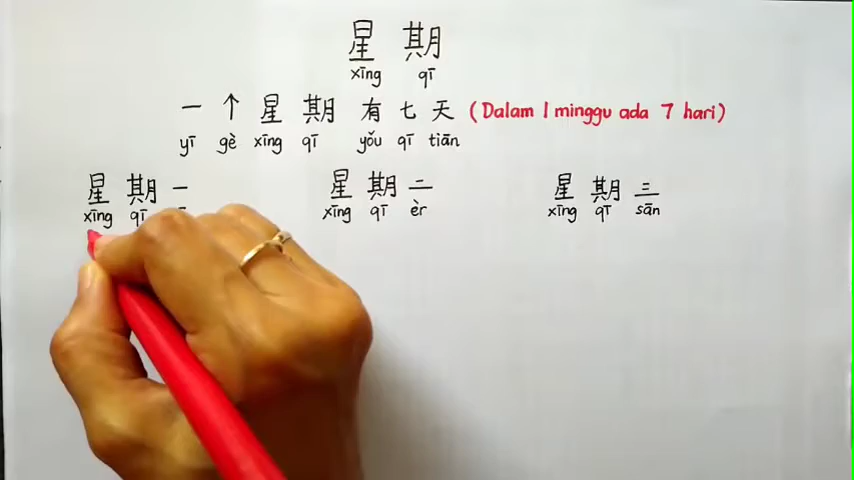 星 期
xīng qī
一 个 星 期 有 七 天 (Dalam 1 minggu ada 7 hari)
yī gè xīng qī yǒu qī tiān
星 期 一 星 期 二 星 期 三
xīng qī xīng qī èr xīng qī sān